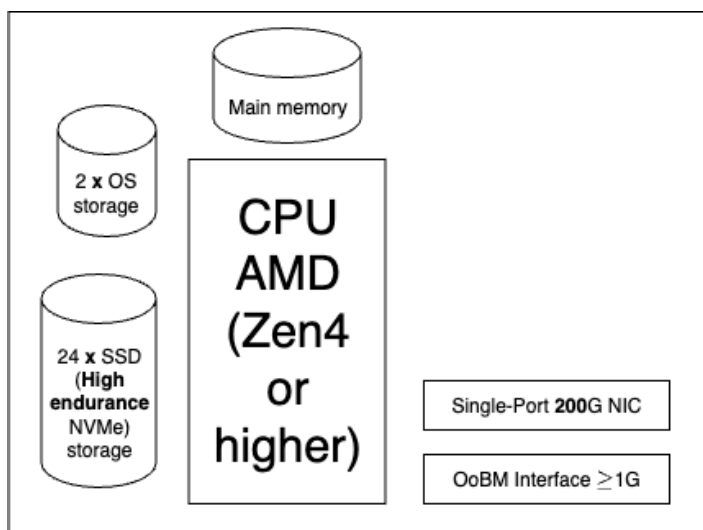 Main memory
2 x OS
storage
CPU
AMD
(Zen4
or
higher)
24 x SSD
(High
endurance
NVMe)
storage
Single-Port 200G NIC
OoBM Interface ≥1G